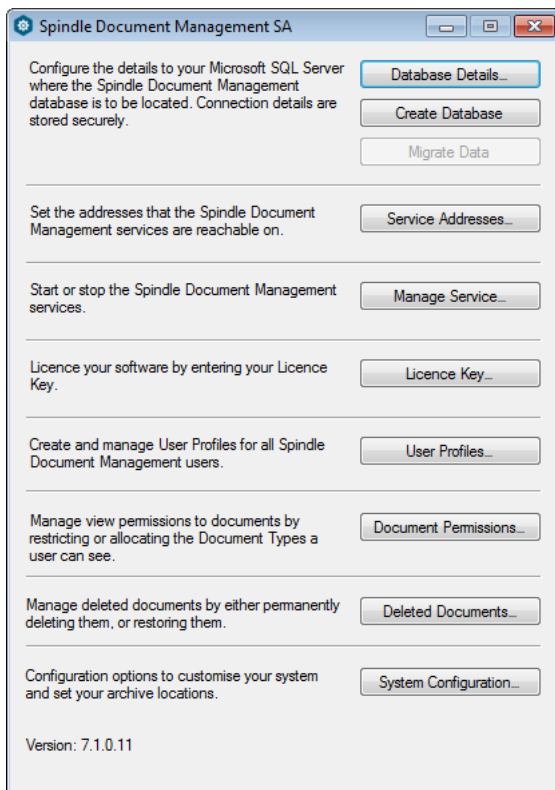 Spindle Document Management SA
Configure the details to your Microsoft SQL Server
where the Spindle Document Management
database is to be located. Connection details are
stored securely.
Database Details...
Create Database
Migrate Data
Set the addresses that the Spindle Document
Management services are reachable on.
Service Addresses...
Start or stop the Spindle Document Management
services.
Manage Service...
Licence your software by entering your Licence
Key.
Licence Key...
Create and manage User Profiles for all Spindle
Document Management users.
User Profiles...
Manage view permissions to documents by
restricting or allocating the Document Types a
user can see.
Document Permissions...
Manage deleted documents by either permanently
deleting them, or restoring them.
Deleted Documents...
Configuration options to customise your system
and set your archive locations.
System Configuration...
Version: 7.1.0.11